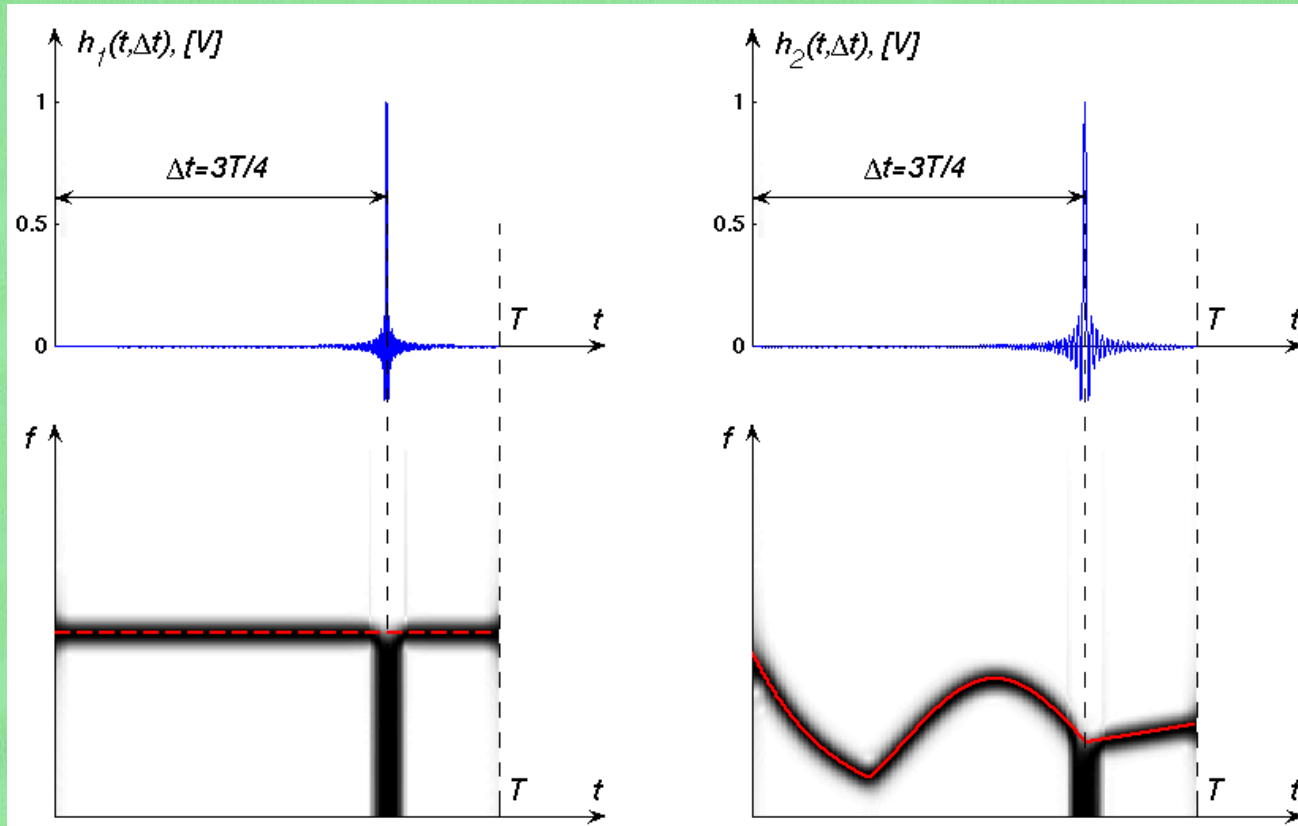 h₁(t,Δt), [V]
1
Δt=3T/4
0.5
0
T
t
f
T
t
h₂(t,Δt), [V]
1
Δt=3T/4
0.5
0
T
t
f
T
t